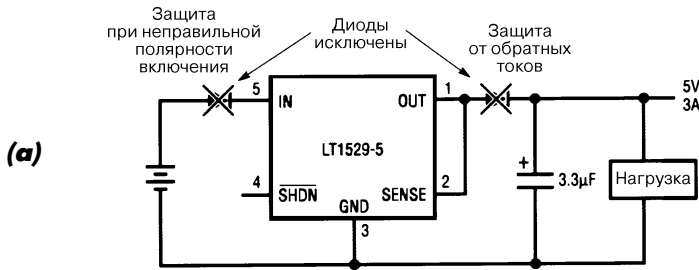 Защита
при неправильной
полярности
включения
Диоды
исключены
Защита
от обратных
токов
(а)
5
IN
OUT
1
5V
3A
LT1529-5
4
SHDN
GND
SENSE
2
3
+
3.3µF
Нагрузка